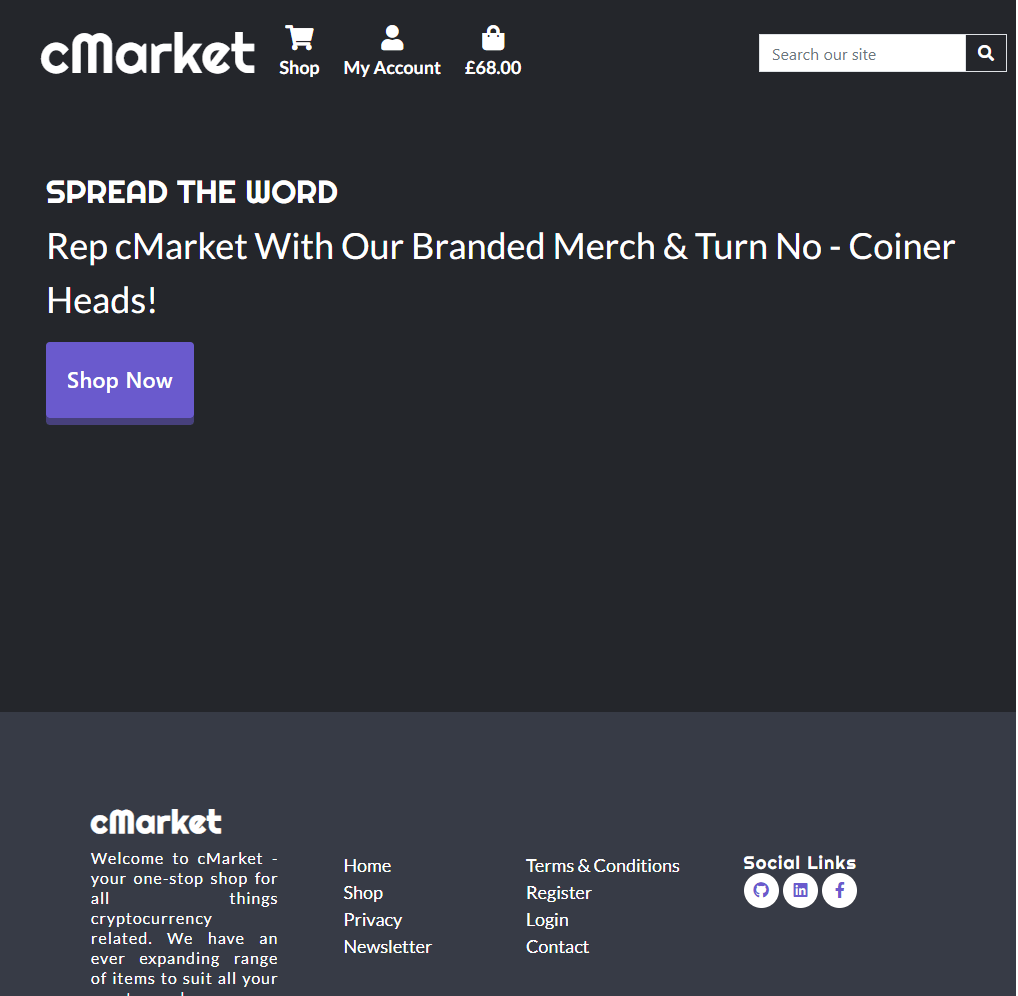 cMarket
Shop
My Account
£68.00
Search our site
SPREAD THE WORD
Rep cMarket With Our Branded Merch & Turn No - Coiner
Heads!
Shop Now
cMarket
Welcome to cMarket -
your one-stop shop for
all things
cryptocurrency
related. We have an
ever expanding range
of items to suit all your
Home
Shop
Privacy
Newsletter
Terms & Conditions
Register
Login
Contact
Social Links